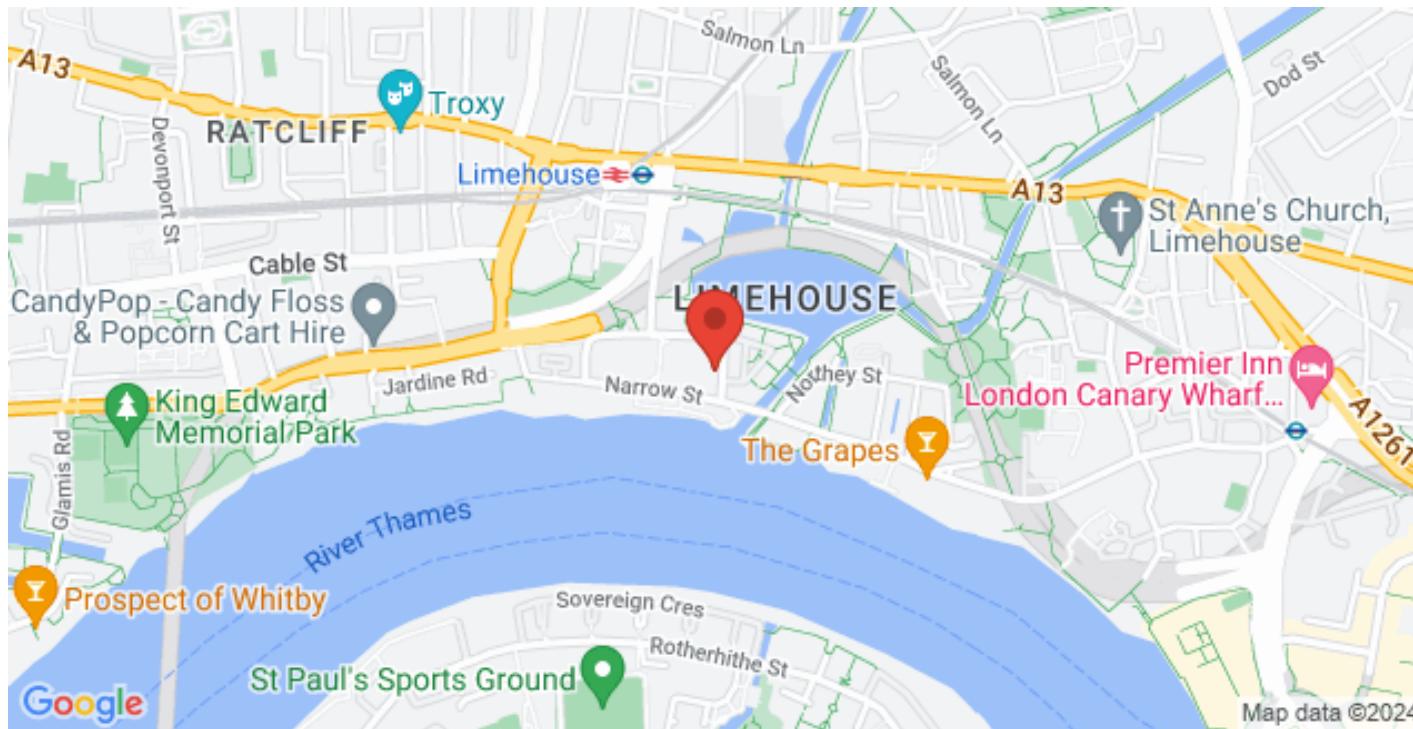 Salmon Ln
A13
Troxy
RATCLIFF
Devonport St
Salmon Ln
Dod St
Limehouse
A13
St Anne's Church,
Limehouse
Cable St
CandyPop - Candy Floss
& Popcorn Cart Hire
LIMEHOUSE
Jardine Rd
Narrow St
Northey St
Premier Inn
London Canary Wharf...
A1261
King Edward
Memorial Park
The Grapes
Glamis Rd
River Thames
Prospect of Whitby
Sovereign Cres
Rotherhithe St
St Paul's Sports Ground
Google
Map data ©2024